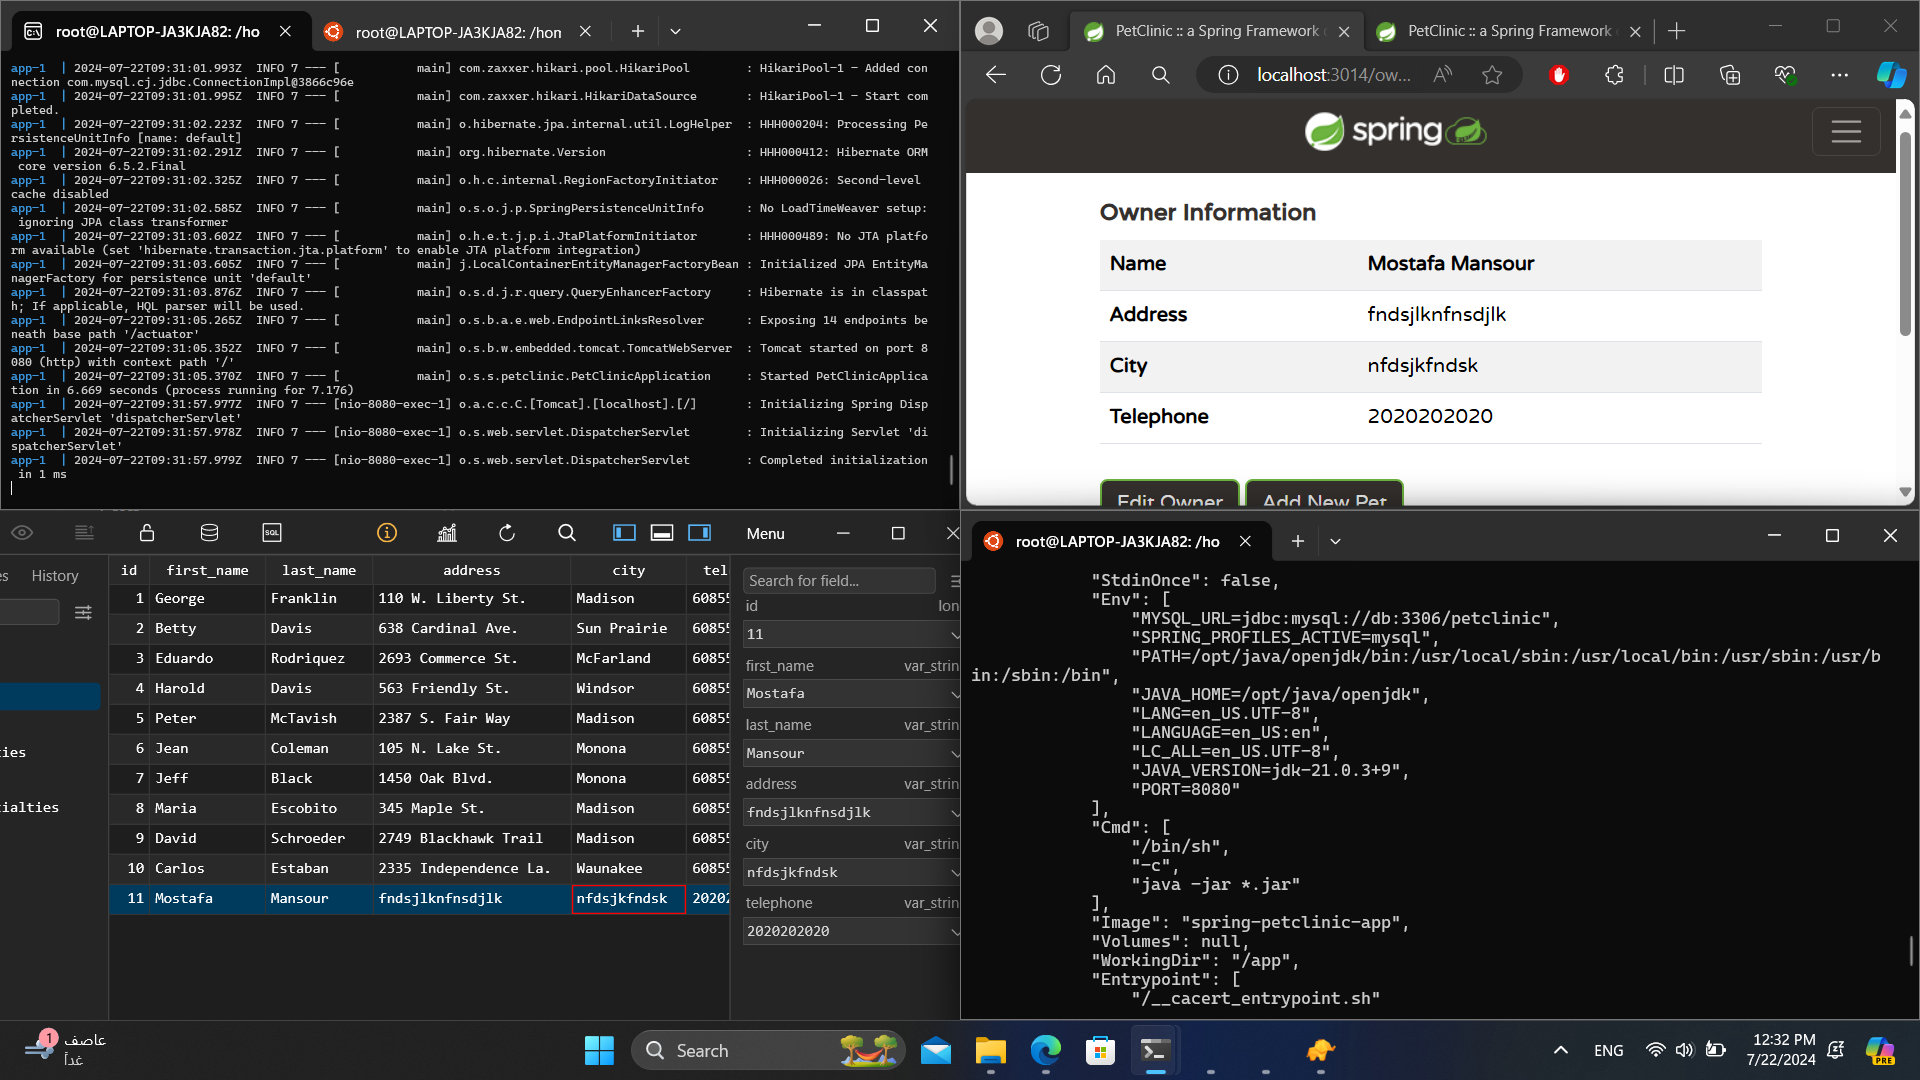 root@LAPTOP-JA3KJA82: /ho
root@LAPTOP-JA3KJA82: /hon
app-1  | 2024-07-22T09:31:01.993Z  INFO 7 --- [           main] com.zaxxer.hikari.pool.HikariPool        : HikariPool-1 - Added con
nection com.mysql.cj.jdbc.ConnectionImpl@3866c96e
app-1  | 2024-07-22T09:31:01.995Z  INFO 7 --- [           main] com.zaxxer.hikari.HikariDataSource       : HikariPool-1 - Start com
pleted.
app-1  | 2024-07-22T09:31:02.223Z  INFO 7 --- [           main] o.hibernate.jpa.internal.util.LogHelper  : HHH000204: Processing Pe
rsistenceUnitInfo [name: default]
app-1  | 2024-07-22T09:31:02.291Z  INFO 7 --- [           main] org.hibernate.Version                    : HHH000412: Hibernate ORM
 core version 6.5.2.Final
app-1  | 2024-07-22T09:31:02.325Z  INFO 7 --- [           main] o.h.c.internal.RegionFactoryInitiator    : HHH000026: Second-level
cache disabled
app-1  | 2024-07-22T09:31:02.585Z  INFO 7 --- [           main] o.s.o.j.p.SpringPersistenceUnitInfo      : No LoadTimeWeaver setup:
 ignoring JPA class transformer
app-1  | 2024-07-22T09:31:03.602Z  INFO 7 --- [           main] o.h.e.t.j.p.i.JtaPlatformInitiator       : HHH000489: No JTA platfo
rm available (set 'hibernate.transaction.jta.platform' to enable JTA platform integration)
app-1  | 2024-07-22T09:31:03.605Z  INFO 7 --- [           main] j.LocalContainerEntityManagerFactoryBean : Initialized JPA EntityMa
nagerFactory for persistence unit 'default'
app-1  | 2024-07-22T09:31:03.876Z  INFO 7 --- [           main] o.s.d.j.r.query.QueryEnhancerFactory     : Hibernate is in classpat
h; If applicable, HQL parser will be used.
app-1  | 2024-07-22T09:31:05.265Z  INFO 7 --- [           main] o.s.b.a.e.web.EndpointLinksResolver      : Exposing 14 endpoints be
neath base path '/actuator'
app-1  | 2024-07-22T09:31:05.352Z  INFO 7 --- [           main] o.s.b.w.embedded.tomcat.TomcatWebServer  : Tomcat started on port 8
080 (http) with context path '/'
app-1  | 2024-07-22T09:31:05.370Z  INFO 7 --- [           main] o.s.s.petclinic.PetClinicApplication     : Started PetClinicApplica
tion in 6.669 seconds (process running for 7.176)
app-1  | 2024-07-22T09:31:57.977Z  INFO 7 --- [nio-8080-exec-1] o.a.c.c.C.[Tomcat].[localhost].[/]       : Initializing Spring Disp
atcherServlet 'dispatcherServlet'
app-1  | 2024-07-22T09:31:57.978Z  INFO 7 --- [nio-8080-exec-1] o.s.web.servlet.DispatcherServlet        : Initializing Servlet 'di
spatcherServlet'
app-1  | 2024-07-22T09:31:57.979Z  INFO 7 --- [nio-8080-exec-1] o.s.web.servlet.DispatcherServlet        : Completed initialization
 in 1 ms
PetClinic :: a Spring Framework
PetClinic :: a Spring Framework
localhost:3014/ow...
spring
Owner Information
Name Mostafa Mansour
Address fndsjlknfnsdjlk
City nfdsjkfndsk
Telephone 2020202020
Edit Owner Add New Pet
SQL
Menu
es History
ies
ialties
id first_name last_name address city tel
1 George Franklin 110 W. Liberty St. Madison 60855
2 Betty Davis 638 Cardinal Ave. Sun Prairie 60855
3 Eduardo Rodriquez 2693 Commerce St. McFarland 60855
4 Harold Davis 563 Friendly St. Windsor 60855
5 Peter McTavish 2387 S. Fair Way Madison 60855
6 Jean Coleman 105 N. Lake St. Monona 60855
7 Jeff Black 1450 Oak Blvd. Monona 60855
8 Maria Escobito 345 Maple St. Madison 60855
9 David Schroeder 2749 Blackhawk Trail Madison 60855
10 Carlos Estaban 2335 Independence La. Waunakee 60855
11 Mostafa Mansour fndsjlknfnsdjlk nfdsjkfndsk 20202
Search for field...
id lon
11
first_name var_strin
Mostafa
last_name var_strin
Mansour
address var_strin
fndsjlknfnsdjlk
city var_strin
nfdsjkfndsk
telephone var_strin
2020202020
root@LAPTOP-JA3KJA82: /ho
"StdinOnce": false,
"Env": [
"MYSQL_URL=jdbc:mysql://db:3306/petclinic",
"SPRING_PROFILES_ACTIVE=mysql",
"PATH=/opt/java/openjdk/bin:/usr/local/sbin:/usr/local/bin:/usr/sbin:/usr/b
in:/sbin:/bin",
"JAVA_HOME=/opt/java/openjdk",
"LANG=en_US.UTF-8",
"LANGUAGE=en_US:en",
"LC_ALL=en_US.UTF-8",
"JAVA_VERSION=jdk-21.0.3+9",
"PORT=8080"
],
"Cmd": [
"/bin/sh",
"-c",
"java -jar *.jar"
],
"Image": "spring-petclinic-app",
"Volumes": null,
"WorkingDir": "/app",
"Entrypoint": [
"/__cacert_entrypoint.sh"
1
عاصف
غداً
Search
ENG
12:32 PM
7/22/2024
PRE